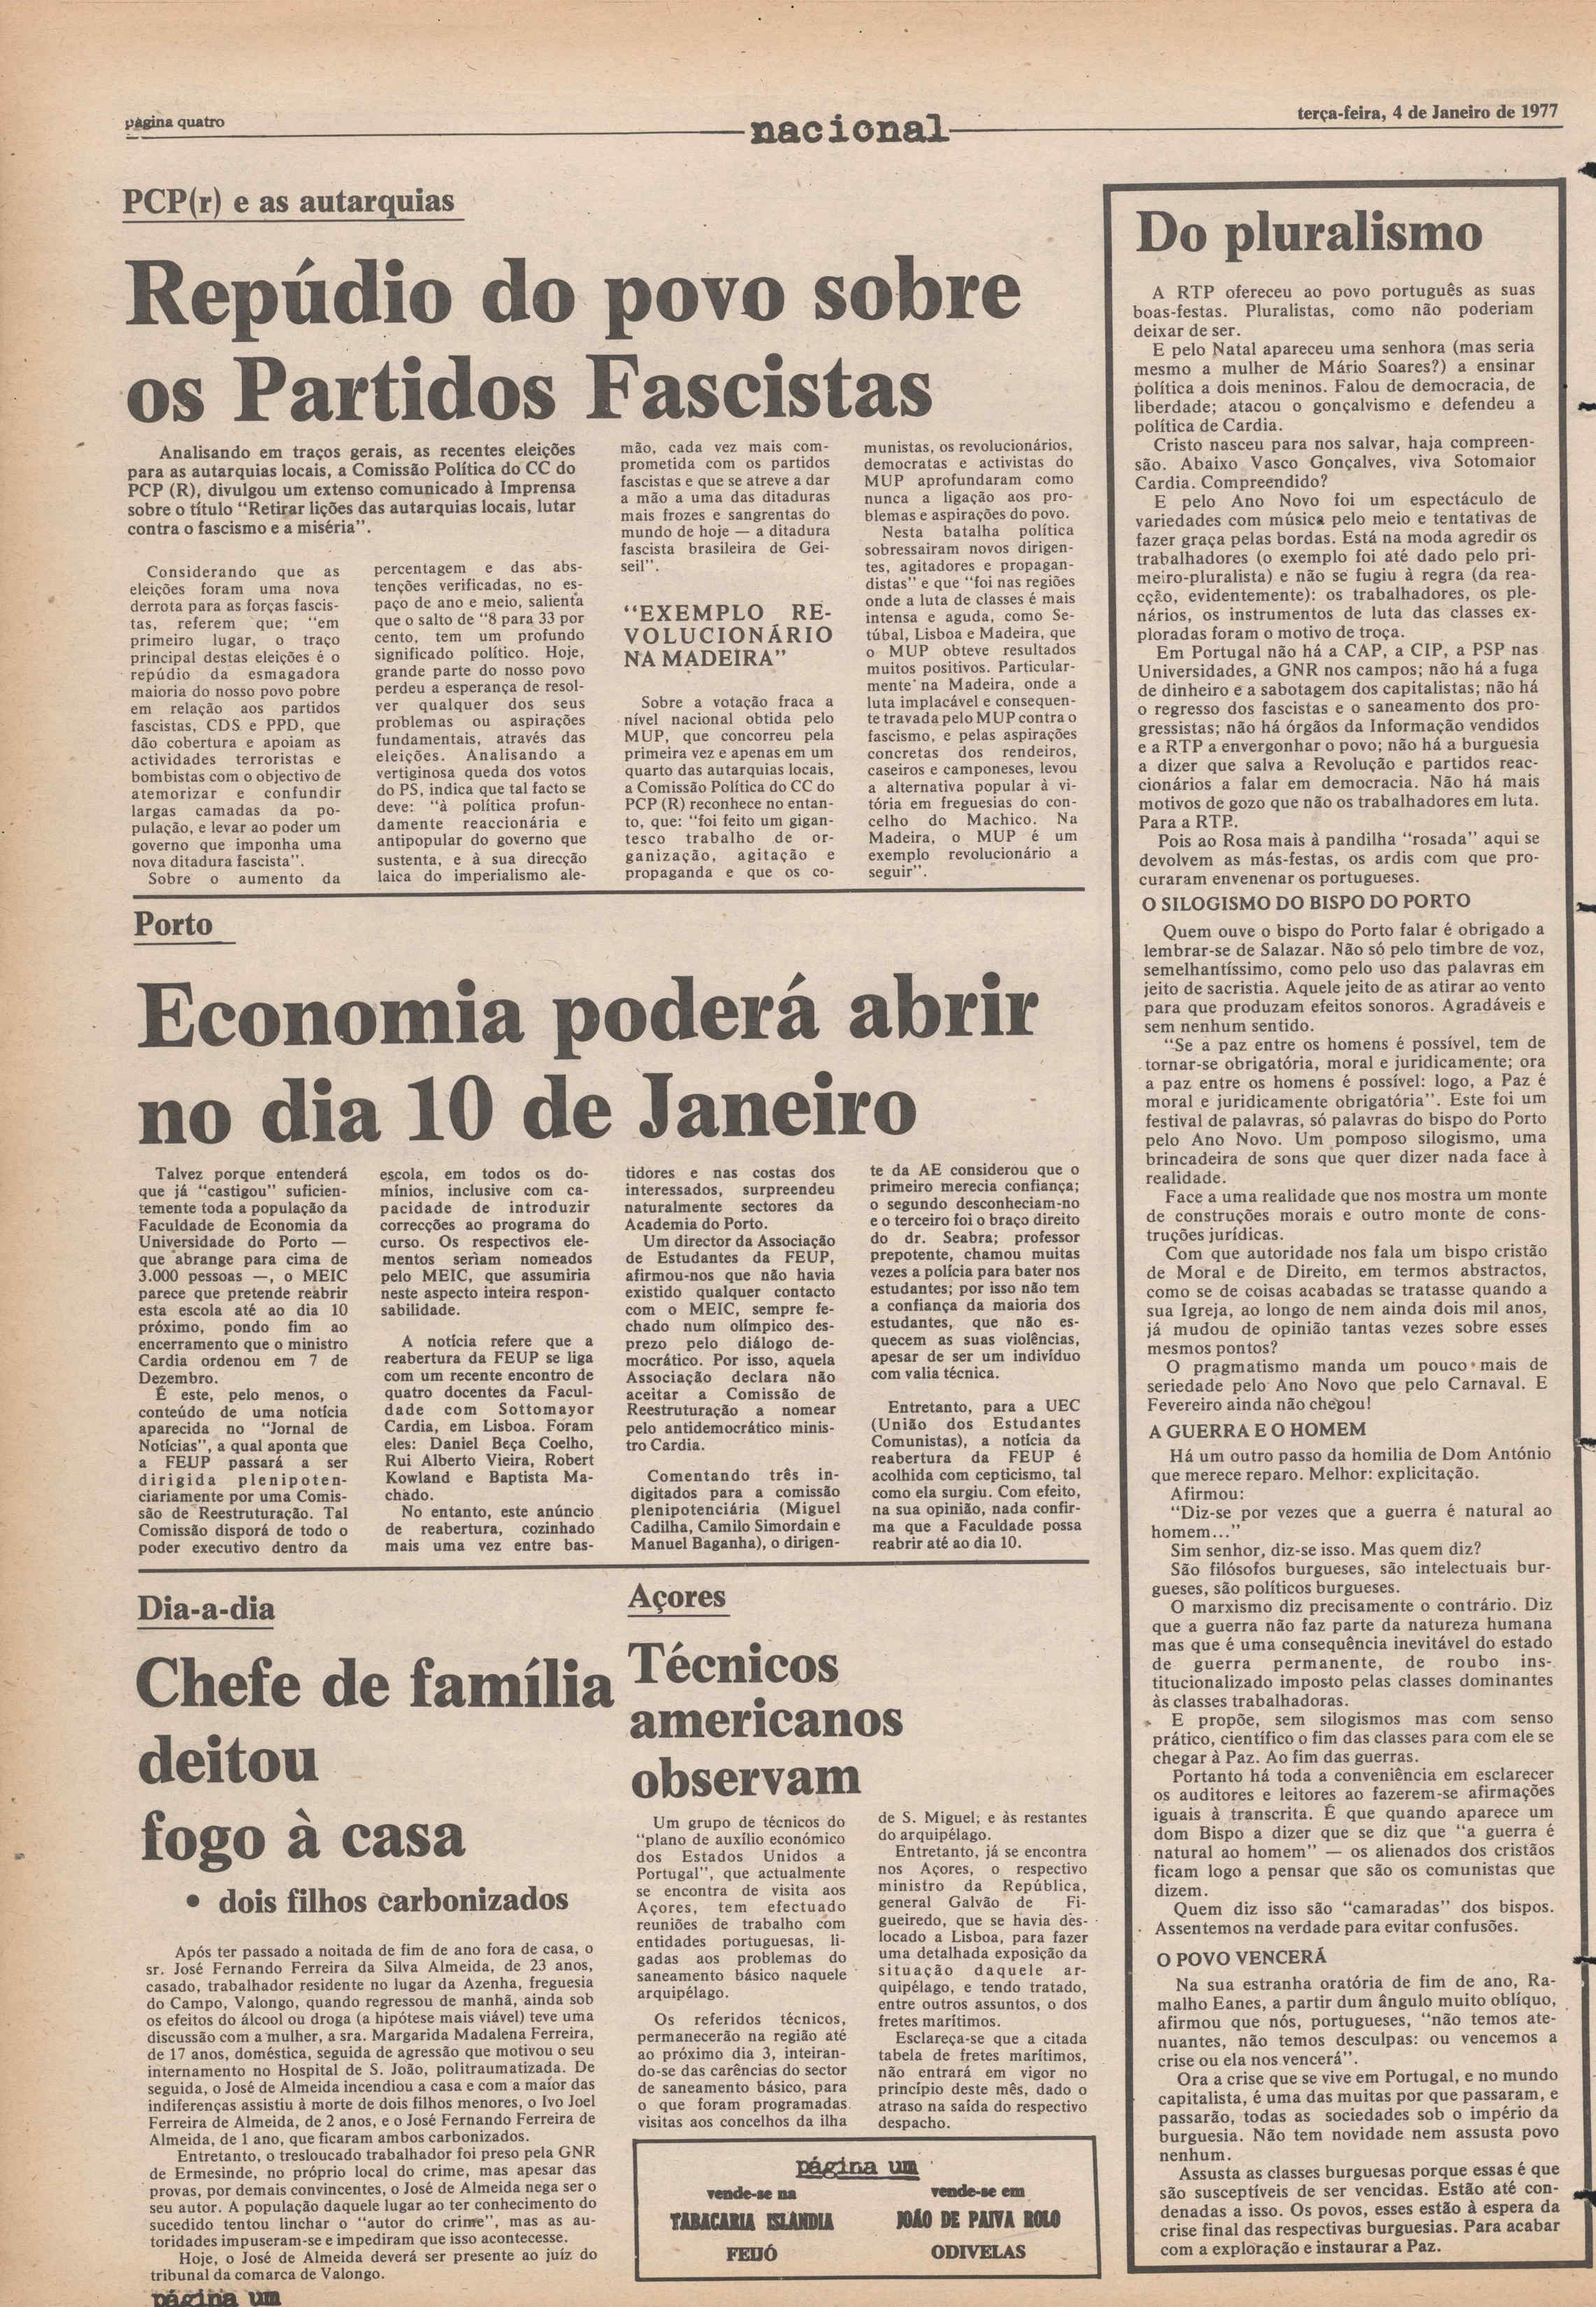 página quatro
nacional
terça-feira, 4 de Janeiro de 1977
PCP(r) e as autarquias
Repúdio do povo sobre
os Partidos Fascistas
Analisando em traços gerais, as recentes eleições
para as autarquias locais, a Comissão Política do CC do
PCP (R), divulgou um extenso comunicado à Imprensa
sobre o título “Retirar lições das autarquias locais, lutar
contra o fascismo e a miséria”.
Considerando que as
eleições foram uma nova
derrota para as forças fascis-
tas, referem que; “em
primeiro lugar, o traço
principal destas eleições é o
repúdio da esmagadora
maioria do nosso povo pobre
em relação aos partidos
fascistas, CDS e PPD, que
dão cobertura e apoiam as
actividades terroristas e
bombistas com o objectivo de
atemorizar e confundir
largas camadas da po-
pulação, e levar ao poder um
governo que imponha uma
nova ditadura fascista”.
Sobre o aumento da
percentagem e das abs-
tenções verificadas, no es-
paço de ano e meio, salienta
que o salto de “8 para 33 por
cento, tem um profundo
significado político. Hoje,
grande parte do nosso povo
perdeu a esperança de resol-
ver qualquer dos seus
problemas ou aspirações
fundamentais, através das
eleições. Analisando a
vertiginosa queda dos votos
do PS, indica que tal facto se
deve: “à política profun-
damente reaccionária e
antipopular do governo que
sustenta, e à sua direcção
laica do imperialismo ale-
mão, cada vez mais com-
prometida com os partidos
fascistas e que se atreve a dar
a mão a uma das ditaduras
mais frozes e sangrentas do
mundo de hoje — a ditadura
fascista brasileira de Gei-
seil”.
“EXEMPLO RE-
VOLUCIONÁRIO
NA MADEIRA”
Sobre a votação fraca a
nível nacional obtida pelo
MUP, que concorreu pela
primeira vez e apenas em um
quarto das autarquias locais,
a Comissão Política do CC do
PCP (R) reconhece no entan-
to, que: “foi feito um gigan-
tesco trabalho de or-
ganização, agitação e
propaganda e que os co-
munistas, os revolucionários,
democratas e activistas do
MUP aprofundaram como
nunca a ligação aos pro-
blemas e aspirações do povo.
Nesta batalha política
sobressairam novos dirigen-
tes, agitadores e propagan-
distas” e que “foi nas regiões
onde a luta de classes é mais
intensa e aguda, como Se-
túbal, Lisboa e Madeira, que
o MUP obteve resultados
muitos positivos. Particular-
mente na Madeira, onde a
luta implacável e consequen-
te travada pelo MUP contra o
fascismo, e pelas aspirações
concretas dos rendeiros,
caseiros e camponeses, levou
a alternativa popular à vi-
tória em freguesias do con-
celho do Machico. Na
Madeira, o MUP é um
exemplo revolucionário a
seguir”.
Porto
Economia poderá abrir
no dia 10 de Janeiro
Talvez porque entenderá
que já “castigou” suficien-
temente toda a população da
Faculdade de Economia da
Universidade do Porto —
que abrange para cima de
3.000 pessoas —, o MEIC
parece que pretende reabrir
esta escola até ao dia 10
próximo, pondo fim ao
encerramento que o ministro
Cardia ordenou em 7 de
Dezembro.
É este, pelo menos, o
conteúdo de uma notícia
aparecida no “Jornal de
Notícias”, a qual aponta que
a FEUP passará a ser
dirigida plenipoten-
ciariamente por uma Comis-
são de Reestruturação. Tal
Comissão disporá de todo o
poder executivo dentro da
escola, em todos os do-
mínios, inclusive com ca-
pacidade de introduzir
correcções ao programa do
curso. Os respectivos ele-
mentos seriam nomeados
pelo MEIC, que assumiria
neste aspecto inteira respon-
sabilidade.
A notícia refere que a
reabertura da FEUP se liga
com um recente encontro de
quatro docentes da Facul-
dade com Sottomayor
Cardia, em Lisboa. Foram
eles: Daniel Beça Coelho,
Rui Alberto Vieira, Robert
Kowland e Baptista Ma-
chado.
No entanto, este anúncio
de reabertura, cozinhado
mais uma vez entre bas-
tidores e nas costas dos
interessados, surpreendeu
naturalmente sectores da
Academia do Porto.
Um director da Associação
de Estudantes da FEUP,
afirmou-nos que não havia
existido qualquer contacto
com o MEIC, sempre fe-
chado num olímpico des-
prezo pelo diálogo de-
mocrático. Por isso, aquela
Associação declara não
aceitar a Comissão de
Reestruturação a nomear
pelo antidemocrático minis-
tro Cardia.
Comentando três in-
digitados para a comissão
plenipotenciária (Miguel
Cadilha, Camilo Simordain e
Manuel Baganha), o dirigen-
te da AE considerou que o
primeiro merecia confiança;
o segundo desconheciam-no
e o terceiro foi o braço direito
do dr. Seabra; professor
prepotente, chamou muitas
vezes a polícia para bater nos
estudantes; por isso não tem
a confiança da maioria dos
estudantes, que não es-
quecem as suas violências,
apesar de ser um indivíduo
com valia técnica.
Entretanto, para a UEC
(União dos Estudantes
Comunistas), a notícia da
reabertura da FEUP é
acolhida com cepticismo, tal
como ela surgiu. Com efeito,
na sua opinião, nada confir-
ma que a Faculdade possa
reabrir até ao dia 10.
Dia-a-dia
Chefe de família
deitou
fogo à casa
• dois filhos carbonizados
Após ter passado a noitada de fim de ano fora de casa, o
sr. José Fernando Ferreira da Silva Almeida, de 23 anos,
casado, trabalhador residente no lugar da Azenha, freguesia
do Campo, Valongo, quando regressou de manhã, ainda sob
os efeitos do álcool ou droga (a hipótese mais viável) teve uma
discussão com a mulher, a sra. Margarida Madalena Ferreira,
de 17 anos, doméstica, seguida de agressão que motivou o seu
internamento no Hospital de S. João, politraumatizada. De
seguida, o José de Almeida incendiou a casa e com a maior das
indiferenças assistiu à morte de dois filhos menores, o Ivo Joel
Ferreira de Almeida, de 2 anos, e o José Fernando Ferreira de
Almeida, de 1 ano, que ficaram ambos carbonizados.
Entretanto, o tresloucado trabalhador foi preso pela GNR
de Ermesinde, no próprio local do crime, mas apesar das
provas, por demais convincentes, o José de Almeida nega ser o
seu autor. A população daquele lugar ao ter conhecimento do
sucedido tentou linchar o “autor do crime”, mas as au-
toridades impuseram-se e impediram que isso acontecesse.
Hoje, o José de Almeida deverá ser presente ao juíz do
tribunal da comarca de Valongo.
página um
Açores
Técnicos
americanos
observam
Um grupo de técnicos do
“plano de auxílio económico
dos Estados Unidos a
Portugal”, que actualmente
se encontra de visita aos
Açores, tem efectuado
reuniões de trabalho com
entidades portuguesas, li-
gadas aos problemas do
saneamento básico naquele
arquipélago.
Os referidos técnicos,
permanecerão na região até
ao próximo dia 3, inteiran-
do-se das carências do sector
de saneamento básico, para
o que foram programadas
visitas aos concelhos da ilha
de S. Miguel; e às restantes
do arquipélago.
Entretanto, já se encontra
nos Açores, o respectivo
ministro da República,
general Galvão de Fi-
gueiredo, que se havia des-
locado a Lisboa, para fazer
uma detalhada exposição da
situação daquele ar-
quipélago, e tendo tratado,
entre outros assuntos, o dos
fretes marítimos.
Esclareça-se que a citada
tabela de fretes marítimos,
não entrará em vigor no
princípio deste mês, dado o
atraso na saída do respectivo
despacho.
página um
vende-se na
TABACARIA ISLANDIA
FEIJÓ
vende-se em
JOÃO DE PAIVA ROLO
ODIVELAS
Do pluralismo
A RTP ofereceu ao povo português as suas
boas-festas. Pluralistas, como não poderiam
deixar de ser.
E pelo Natal apareceu uma senhora (mas seria
mesmo a mulher de Mário Soares?) a ensinar
política a dois meninos. Falou de democracia, de
liberdade; atacou o gonçalvismo e defendeu a
política de Cardia.
Cristo nasceu para nos salvar, haja compreen-
são. Abaixo Vasco Gonçalves, viva Sotomaior
Cardia. Compreendido?
E pelo Ano Novo foi um espectáculo de
variedades com música pelo meio e tentativas de
fazer graça pelas bordas. Está na moda agredir os
trabalhadores (o exemplo foi até dado pelo pri-
meiro-pluralista) e não se fugiu à regra (da rea-
cção, evidentemente): os trabalhadores, os ple-
nários, os instrumentos de luta das classes ex-
ploradas foram o motivo de troça.
Em Portugal não há a CAP, a CIP, a PSP nas
Universidades, a GNR nos campos; não há a fuga
de dinheiro e a sabotagem dos capitalistas; não há
o regresso dos fascistas e o saneamento dos pro-
gressistas; não há órgãos da Informação vendidos
e a RTP a envergonhar o povo; não há a burguesia
a dizer que salva a Revolução e partidos reac-
cionários a falar em democracia. Não há mais
motivos de gozo que não os trabalhadores em luta.
Para a RTP.
Pois ao Rosa mais à pandilha “rosada” aqui se
devolvem as más-festas, os ardis com que pro-
curaram envenenar os portugueses.
O SILOGISMO DO BISPO DO PORTO
Quem ouve o bispo do Porto falar é obrigado a
lembrar-se de Salazar. Não só pelo timbre de voz,
semelhantíssimo, como pelo uso das palavras em
jeito de sacristia. Aquele jeito de as atirar ao vento
para que produzam efeitos sonoros. Agradáveis e
sem nenhum sentido.
“Se a paz entre os homens é possível, tem de
tornar-se obrigatória, moral e juridicamente; ora
a paz entre os homens é possível: logo, a Paz é
moral e juridicamente obrigatória”. Este foi um
festival de palavras, só palavras do bispo do Porto
pelo Ano Novo. Um pomposo silogismo, uma
brincadeira de sons que quer dizer nada face à
realidade.
Face a uma realidade que nos mostra um monte
de construções morais e outro monte de cons-
truções jurídicas.
Com que autoridade nos fala um bispo cristão
de Moral e de Direito, em termos abstractos,
como se de coisas acabadas se tratasse quando a
sua Igreja, ao longo de nem ainda dois mil anos,
já mudou de opinião tantas vezes sobre esses
mesmos pontos?
O pragmatismo manda um pouco mais de
seriedade pelo Ano Novo que pelo Carnaval. E
Fevereiro ainda não chegou!
A GUERRA E O HOMEM
Há um outro passo da homilia de Dom António
que merece reparo. Melhor: explicitação.
Afirmou:
“Diz-se por vezes que a guerra é natural ao
homem...”
Sim senhor, diz-se isso. Mas quem diz?
São filósofos burgueses, são intelectuais bur-
gueses, são políticos burgueses.
O marxismo diz precisamente o contrário. Diz
que a guerra não faz parte da natureza humana
mas que é uma consequência inevitável do estado
de guerra permanente, de roubo ins-
titucionalizado imposto pelas classes dominantes
às classes trabalhadoras.
E propõe, sem silogismos mas com senso
prático, científico o fim das classes para com ele se
chegar à Paz. Ao fim das guerras.
Portanto há toda a conveniência em esclarecer
os auditores e leitores ao fazerem-se afirmações
iguais à transcrita. É que quando aparece um
dom Bispo a dizer que se diz que “a guerra é
natural ao homem” — os alienados dos cristãos
ficam logo a pensar que são os comunistas que
dizem.
Quem diz isso são “camaradas” dos bispos.
Assentemos na verdade para evitar confusões.
O POVO VENCERÁ
Na sua estranha oratória de fim de ano, Ra-
malho Eanes, a partir dum ângulo muito oblíquo,
afirmou que nós, portugueses, “não temos ate-
nuantes, não temos desculpas: ou vencemos a
crise ou ela nos vencerá”.
Ora a crise que se vive em Portugal, e no mundo
capitalista, é uma das muitas por que passaram, e
passarão, todas as sociedades sob o império da
burguesia. Não tem novidade nem assusta povo
nenhum.
Assusta as classes burguesas porque essas é que
são susceptíveis de ser vencidas. Estão até con-
denadas a isso. Os povos, esses estão à espera da
crise final das respectivas burguesias. Para acabar
com a exploração e instaurar a Paz.